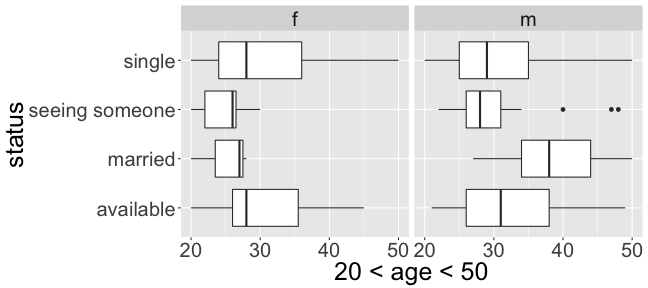 f
m
status
single
seeing someone
married
available
20 30 40 50 20 30 40 50
20 < age < 50